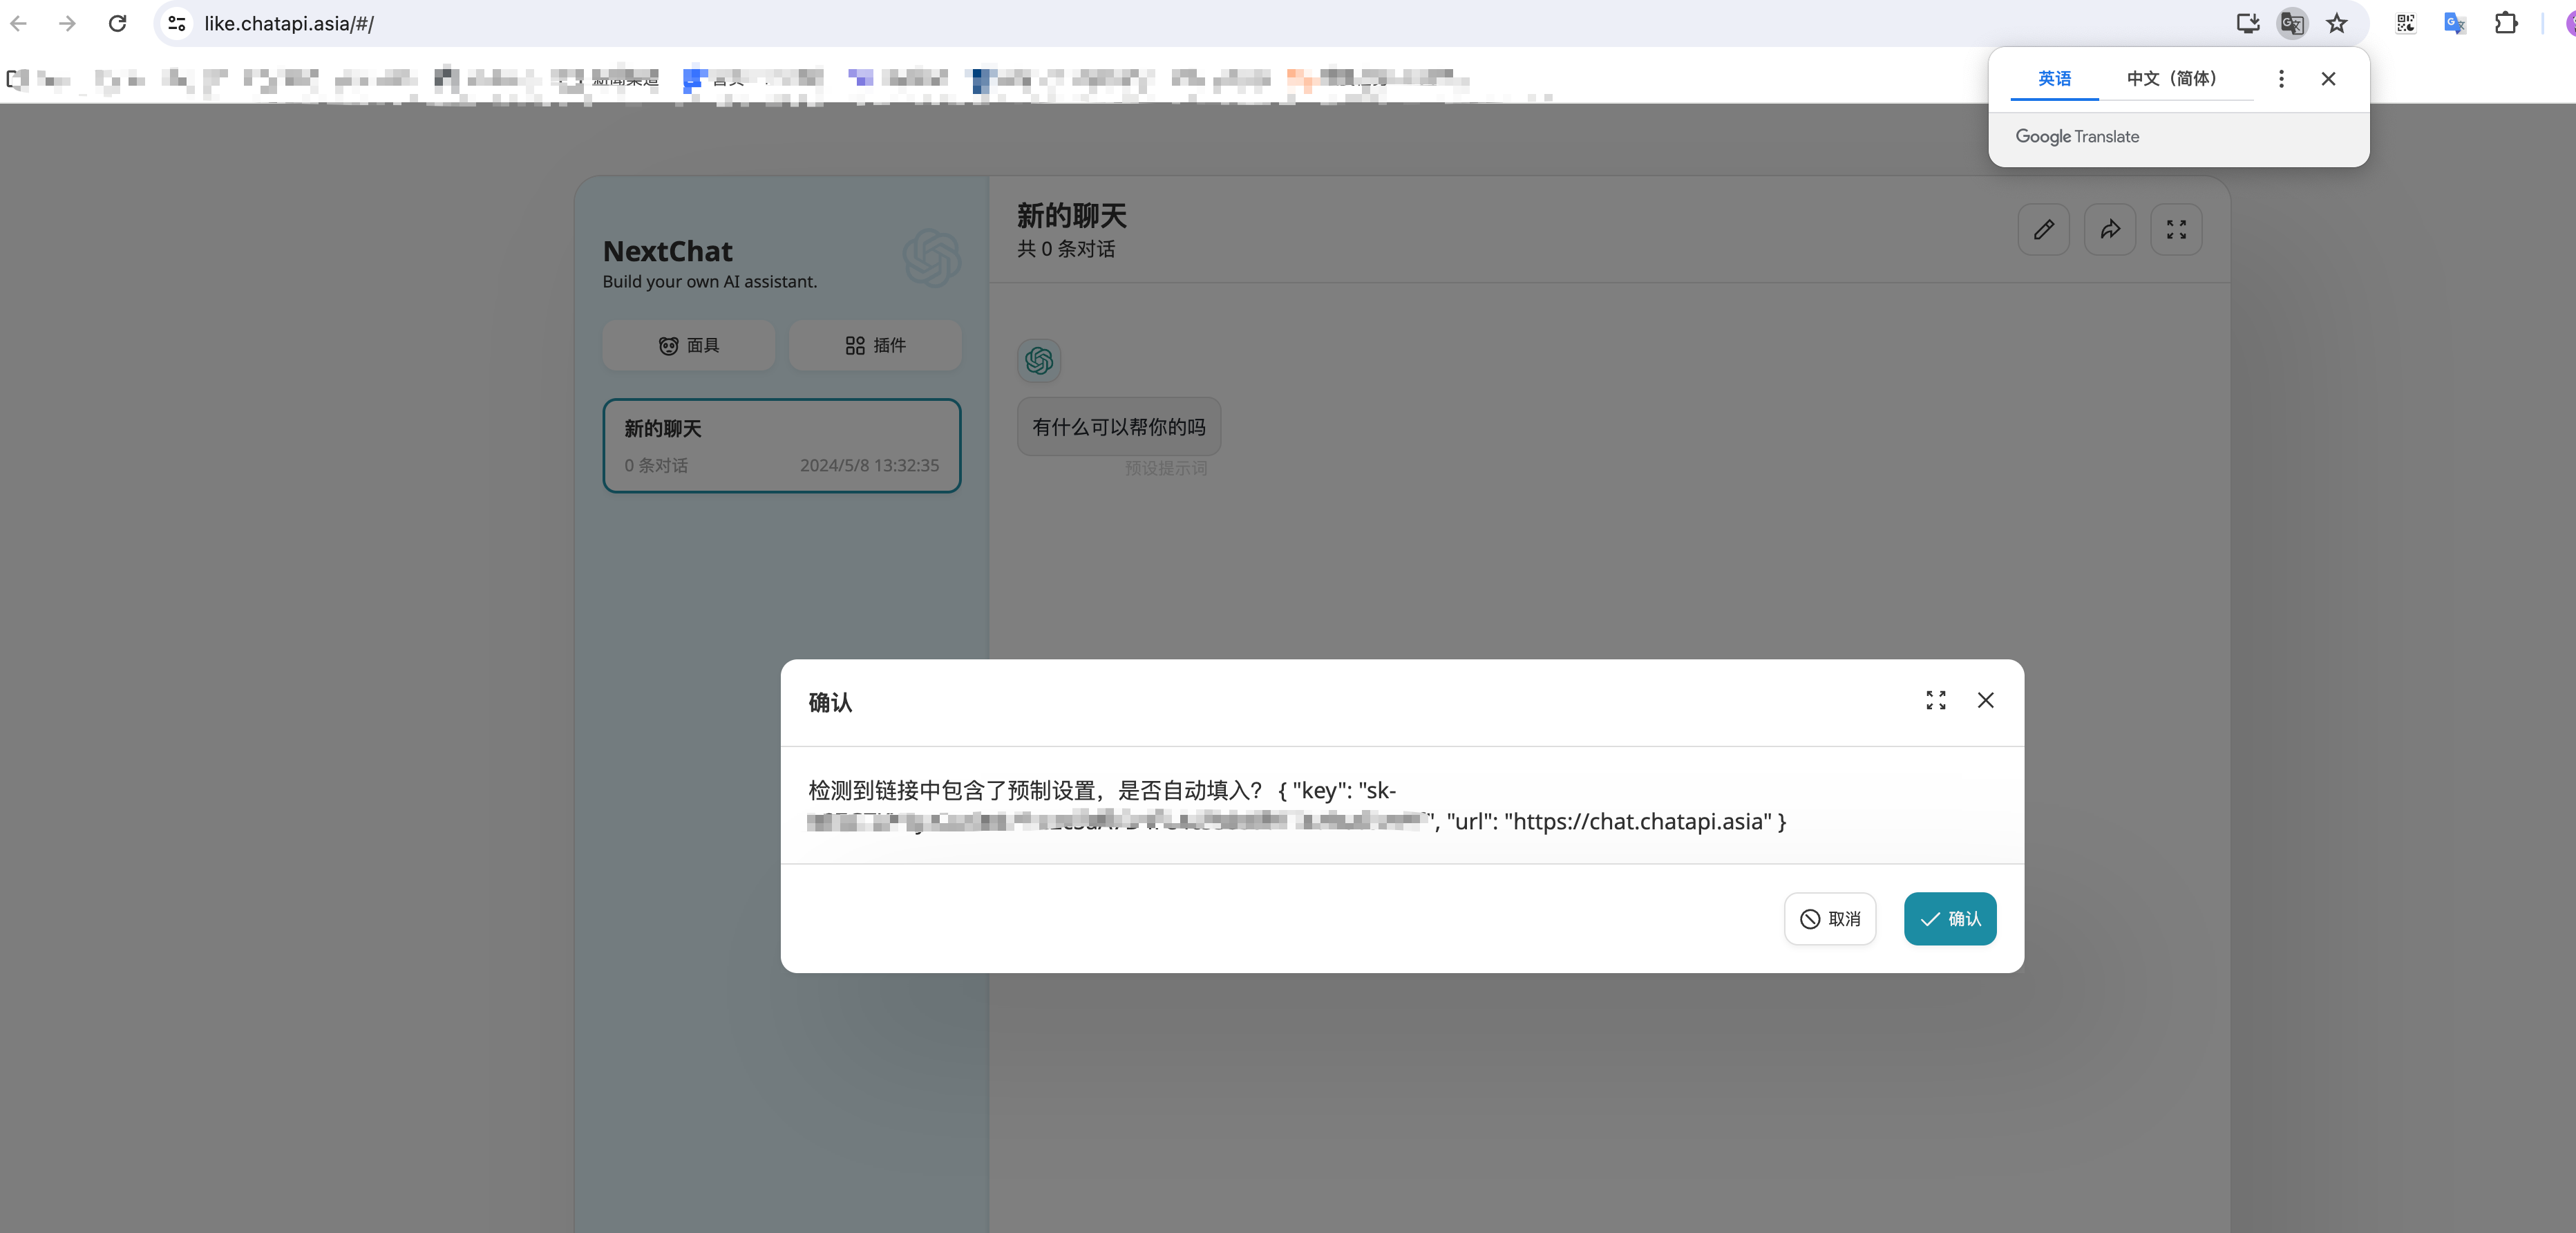 like.chatapi.asia/#/
英语
中文（简体）
Google Translate
NextChat
Build your own AI assistant.
面具
插件
新的聊天
0 条对话
2024/5/8 13:32:35
新的聊天
共 0 条对话
有什么可以帮你的吗
预设提示词
确认
检测到链接中包含了预制设置，是否自动填入？ { "key": "sk-
", "url": "https://chat.chatapi.asia" }
取消
确认